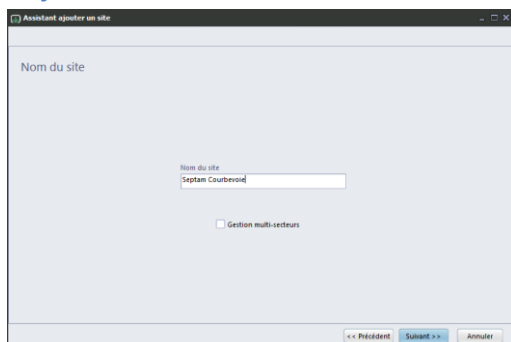 Assistant ajouter un site
Nom du site
Nom du site
Septam Courbevoie
Gestion multi-secteurs
<< Précédent Suivant >> Annuler